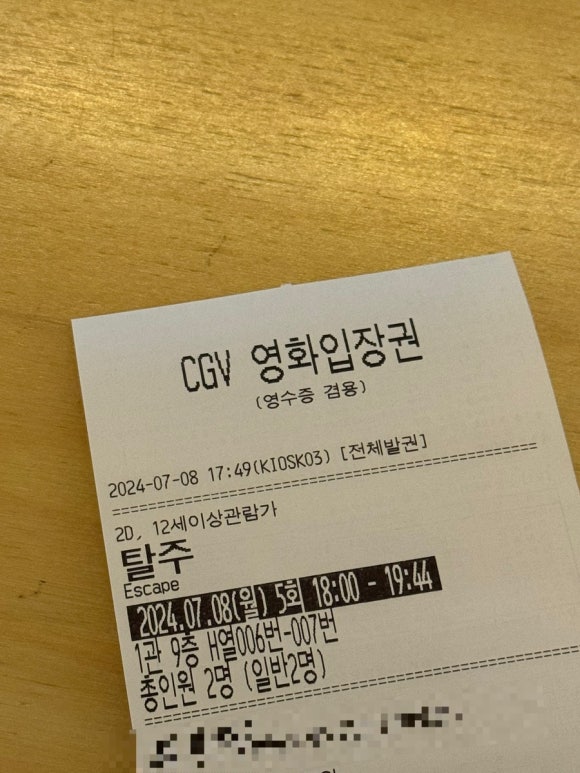 CGV 영화입장권
(영수증 겸용)
2024-07-08 17:49(KIOSK03) [전체발권]
2D, 12세이상관람가
탈주
Escape
2024.07.08(월) 5회 18:00 - 19:44
1관 9층 H열006번-007번
총인원 2명 (일반2명)